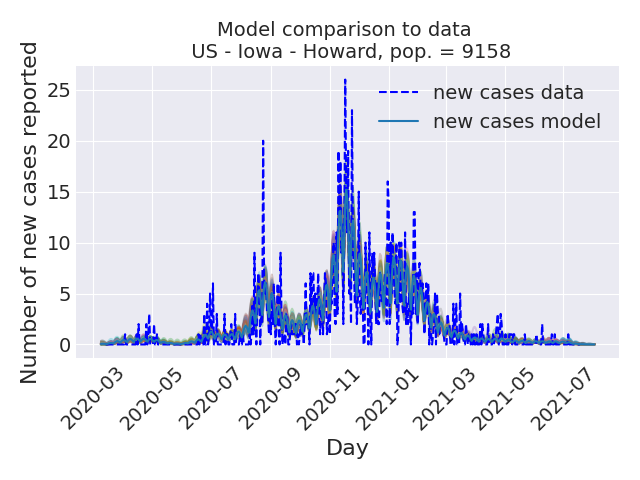 Model comparison to data
US - Iowa - Howard, pop. = 9158
Number of new cases reported
25
20
15
10
5
0
new cases data
new cases model
2020-03
2020-05
2020-07
2020-09
2020-11
2021-01
2021-03
2021-05
2021-07
Day